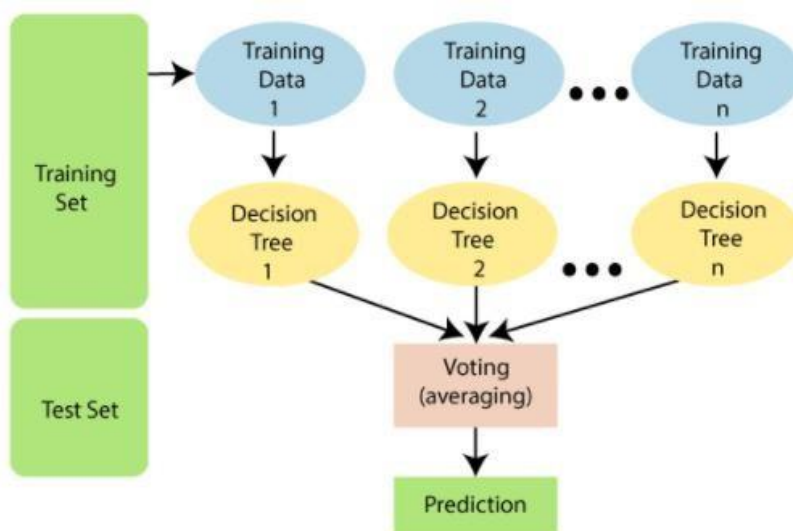 Training
Set
Test Set
Training
Data
1
Training
Data
2
Training
Data
n
Decision
Tree
1
Decision
Tree
2
Decision
Tree
n
Voting
(averaging)
Prediction